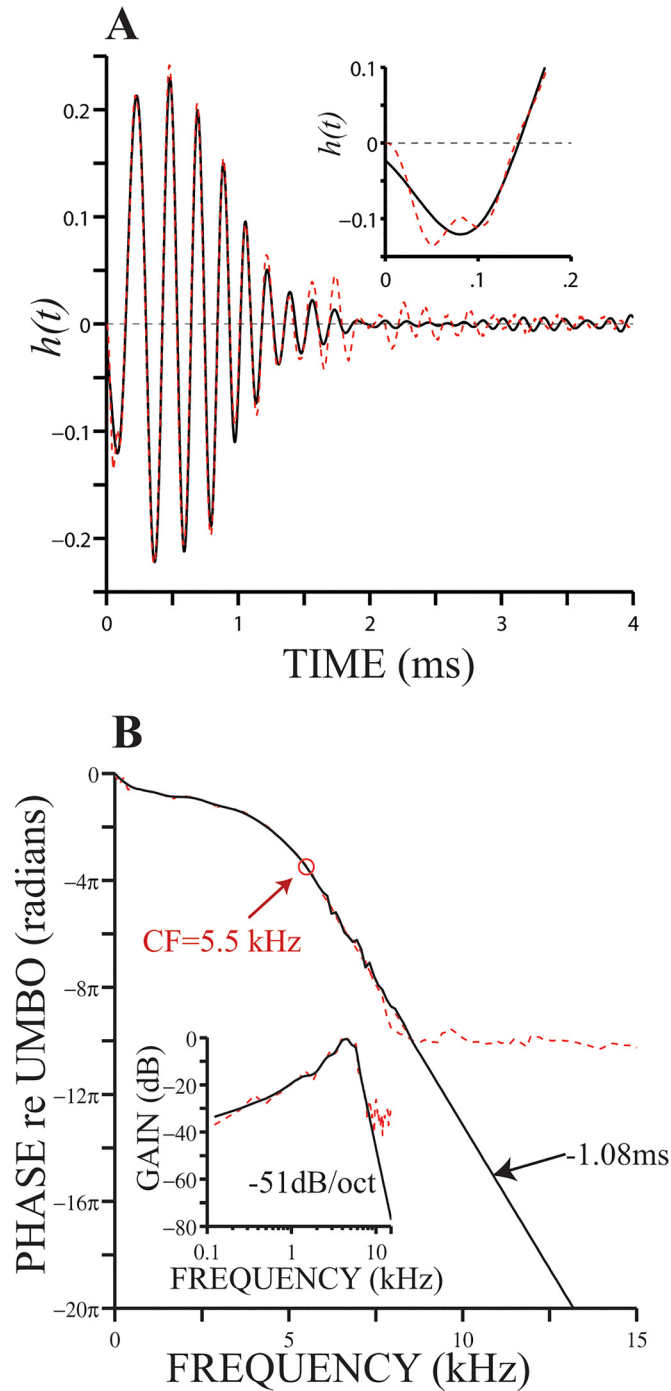 A
h(t)
0.2
0.1
0
−0.1
−0.2
0 1 2 3 4
TIME (ms)
h(t)
0.1
0
−0.1
0 .1 .2
B
PHASE re UMBO (radians)
0
−4π
−8π
−12π
−16π
−20π
CF=5.5 kHz
GAIN (dB)
0
−20
−40
−60
−80
-51dB/oct
0.1 1 10
FREQUENCY (kHz)
-1.08ms
0 5 10 15
FREQUENCY (kHz)